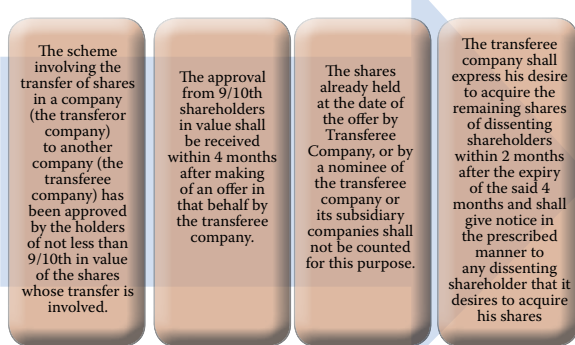 The scheme
involving the
transfer of shares
in a company
(the transferor
company)
to another
company (the
transferee
company) has
been approved
by the holders
of not less than
9/10th in value
of the shares
whose transfer is
involved.
The approval
from 9/10th
shareholders
in value shall
be received
within 4 months
after making
of an offer in
that behalf by
the transferee
company.
The shares
already held
at the date of
the offer by
Transferee
Company, or by
a nominee of
the transferee
company or
its subsidiary
companies shall
not be counted
for this purpose.
The transferee
company shall
express his desire
to acquire the
remaining shares
of dissenting
shareholders
within 2 months
after the expiry
of the said 4
months and shall
give notice in
the prescribed
manner to
any dissenting
shareholder that it
desires to acquire
his shares